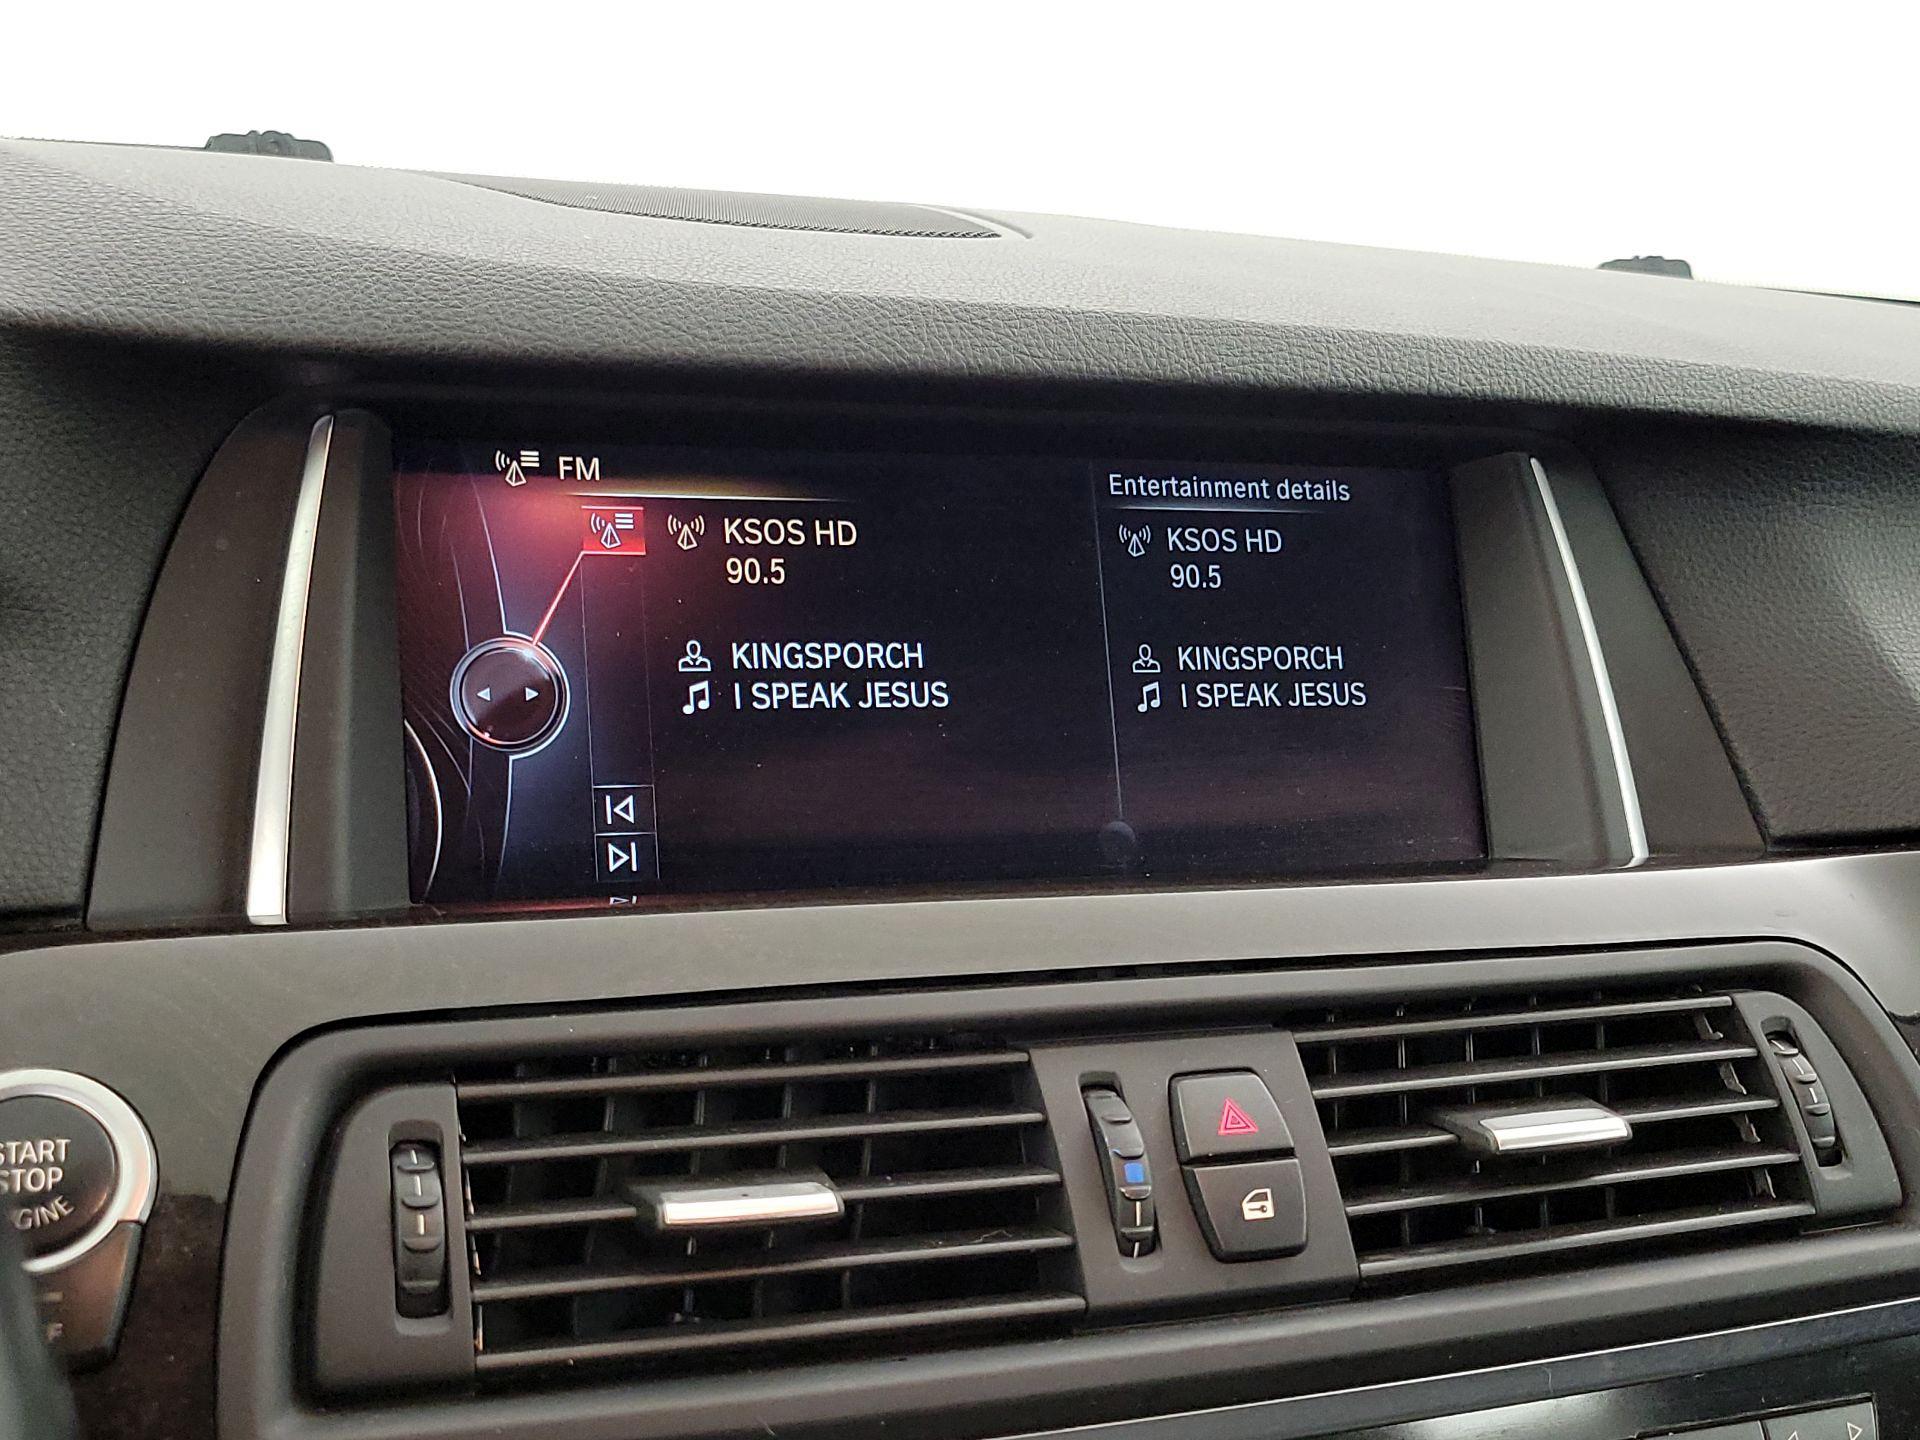 FM
KSOS HD
90.5
KINGSPORCH
I SPEAK JESUS
Entertainment details
KSOS HD
90.5
KINGSPORCH
I SPEAK JESUS
START
STOP